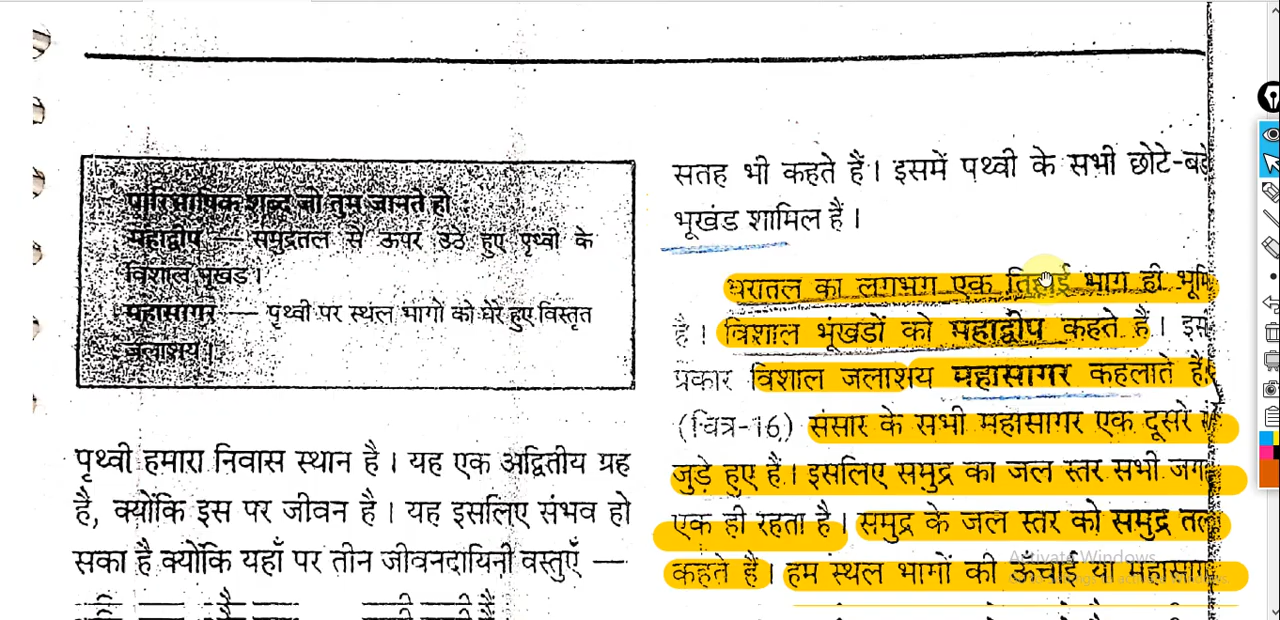 पारिभाषिक शब्द जो तुम जानते हो
महाद्वीप — समुद्रतल से ऊपर उठे हुए पृथ्वी के
विशाल भूखंड।
महासागर — पृथ्वी पर स्थल भागों को घेरे हुए विस्तृत
जलाशय।
पृथ्वी हमारा निवास स्थान है। यह एक अद्वितीय ग्रह
है, क्योंकि इस पर जीवन है। यह इसलिए संभव हो
सका है क्योंकि यहाँ पर तीन जीवनदायिनी वस्तुएँ —
सतह भी कहते हैं। इसमें पृथ्वी के सभी छोटे-बड़े
भूखंड शामिल हैं।
धरातल का लगभग एक तिहाई भाग ही भूमि
है। विशाल भूखंडों को महाद्वीप कहते हैं। इस
प्रकार विशाल जलाशय महासागर कहलाते हैं।
(चित्र-16) संसार के सभी महासागर एक दूसरे से
जुड़े हुए हैं। इसलिए समुद्र का जल स्तर सभी जगह
एक ही रहता है। समुद्र के जल स्तर को समुद्र तल
कहते हैं। हम स्थल भागों की ऊँचाई या महासागर
Activate Windows